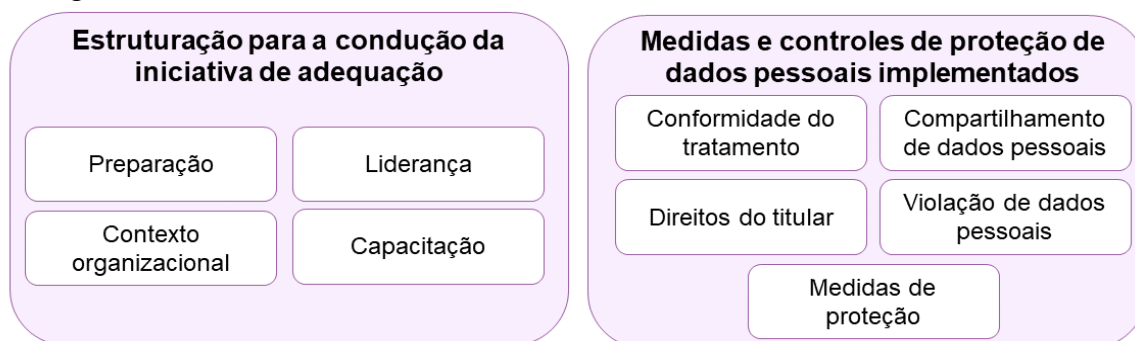 Estruturação para a condução da
iniciativa de adequação
Preparação
Liderança
Contexto
organizacional
Capacitação
Medidas e controles de proteção de
dados pessoais implementados
Conformidade do
tratamento
Compartilhamento
de dados pessoais
Direitos do titular
Violação de dados
pessoais
Medidas de
proteção